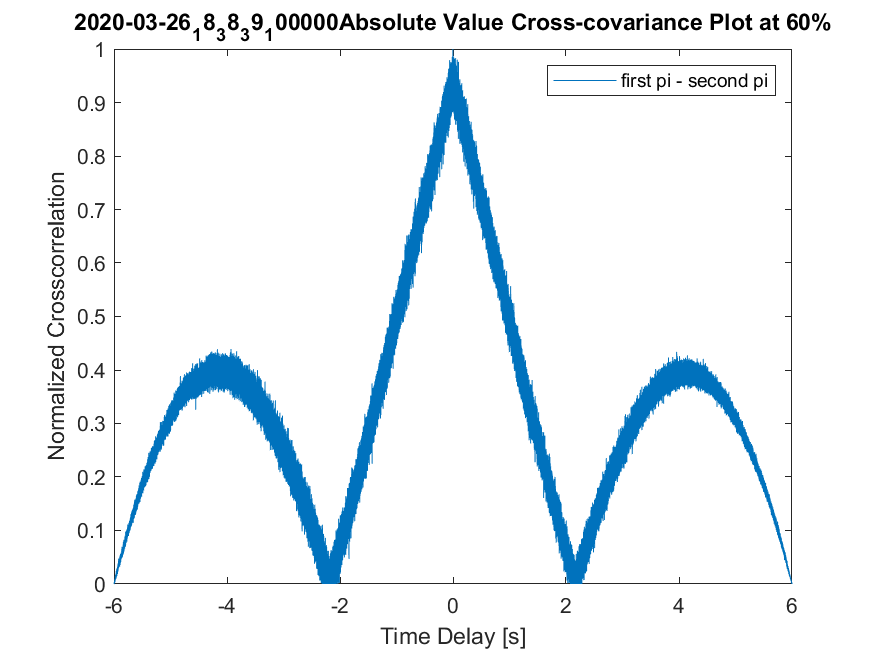 2020-03-26₁8₃8₃9₁00000Absolute Value Cross-covariance Plot at 60%
first pi - second pi
1
0.9
0.8
0.7
0.6
0.5
0.4
0.3
0.2
0.1
0
Normalized Crosscorrelation
-6 -4 -2 0 2 4 6
Time Delay [s]